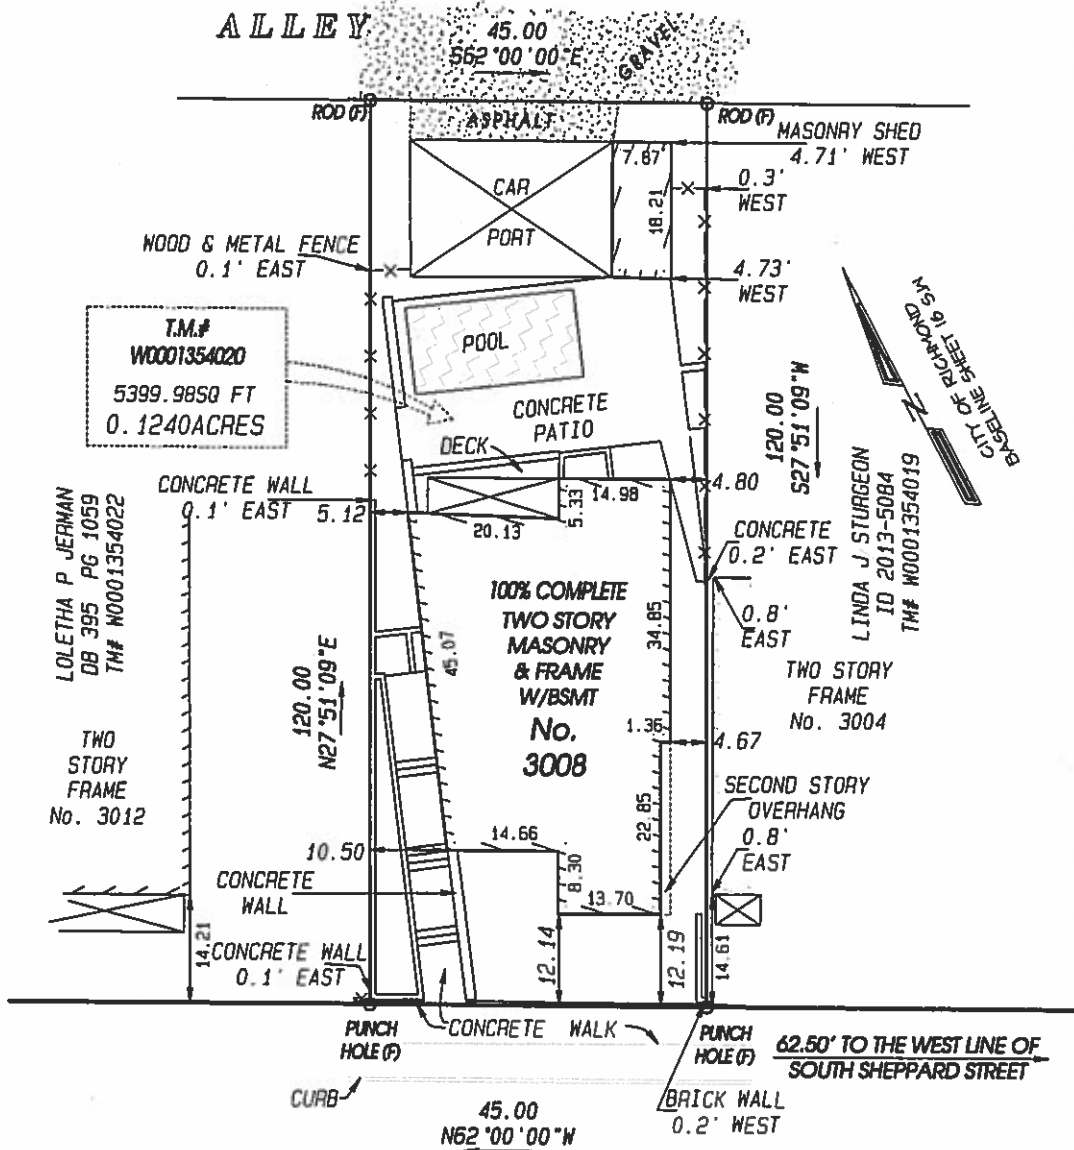 ALLEY
45.00
S62°00'00"E
GRAVEL
ROD (F)
ASPHALT
ROD (F)
MASONRY SHED
4.71' WEST
7.87'
CAR
PORT
18.21
0.3'
WEST
WOOD & METAL FENCE
0.1' EAST
4.73'
WEST
T.M.#
W0001354020
5399.98SQ FT
0.1240ACRES
POOL
CONCRETE
PATIO
DECK
120.00
S27°51'09"W
CITY OF RICHMOND
BASELINE SHEET 16 S.W
N
CONCRETE WALL
0.1' EAST
5.12
20.13
5.33
14.98
4.80
LOLETHA P JERMAN
DB 395 PG 1059
TM# W0001354022
CONCRETE
0.2' EAST
LINDA J STURGEON
ID 2013-5084
TM# W0001354019
100% COMPLETE
TWO STORY
MASONRY
& FRAME
W/BSMT
No.
3008
45.07
34.85
0.8'
EAST
120.00
N27°51'09"E
TWO STORY
FRAME
No. 3004
1.36
4.67
TWO
STORY
FRAME
No. 3012
SECOND STORY
OVERHANG
22.85
0.8'
EAST
14.66
10.50
8.30
CONCRETE
WALL
13.70
14.21
CONCRETE WALL
0.1' EAST
12.14
12.19
14.61
PUNCH
HOLE (F)
CONCRETE WALK
PUNCH
HOLE (F)
62.50' TO THE WEST LINE OF
SOUTH SHEPPARD STREET
CURB
BRICK WALL
0.2' WEST
45.00
N62°00'00"W